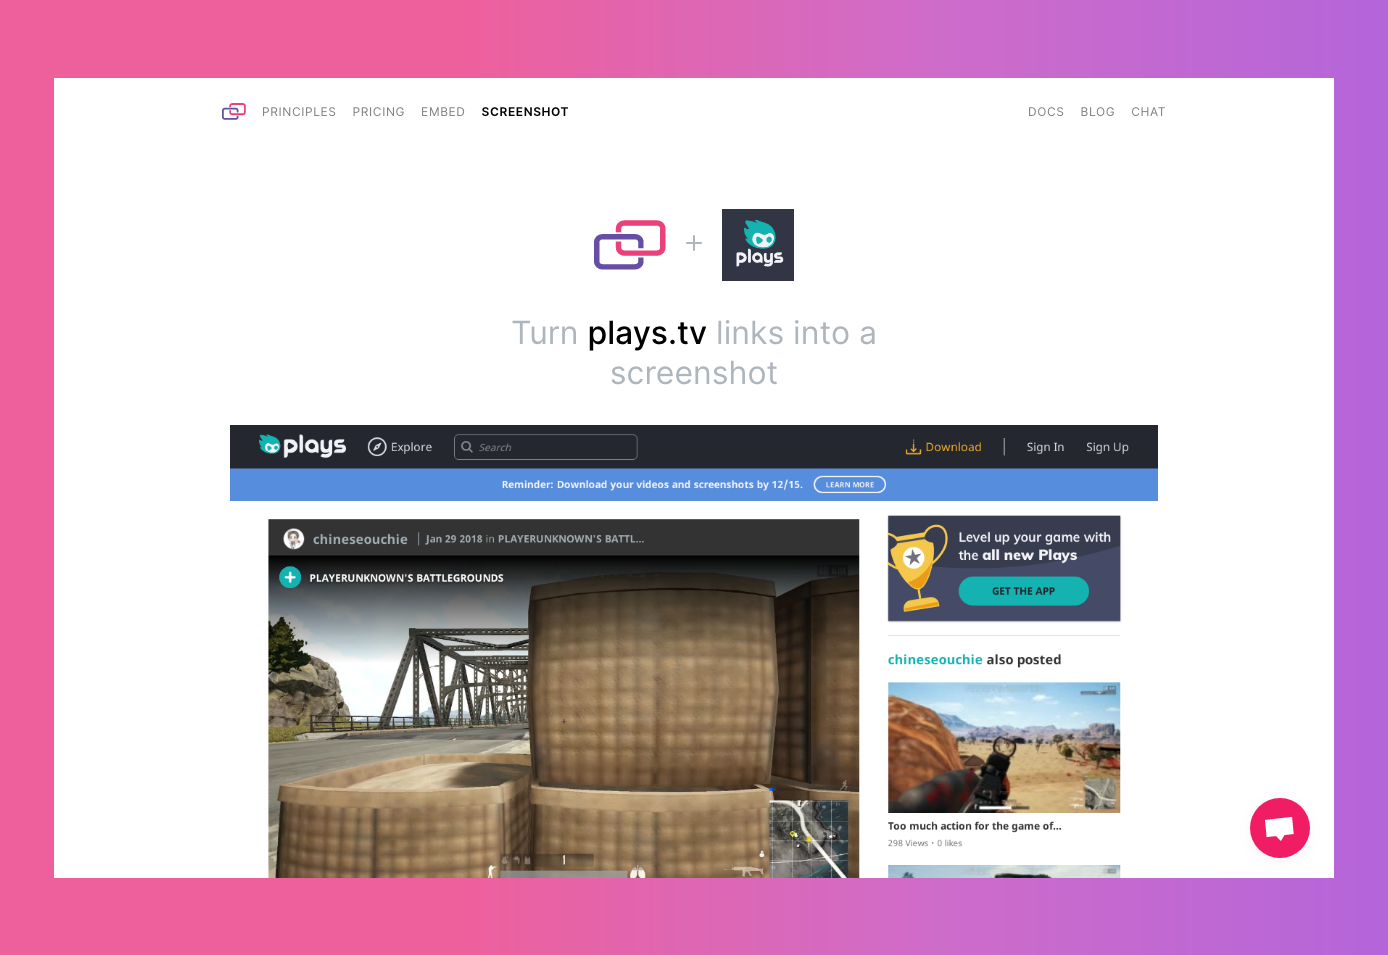 PRINCIPLES PRICING EMBED SCREENSHOT DOCS BLOG CHAT
+
plays
Turn plays.tv links into a
screenshot
plays Explore Search Download Sign In Sign Up
Reminder: Download your videos and screenshots by 12/15. LEARN MORE
chineseouchie | Jan 29 2018 in PLAYERUNKNOWN'S BATTL...
PLAYERUNKNOWN'S BATTLEGROUNDS
Level up your game with
the all new Plays
GET THE APP
chineseouchie also posted
Too much action for the game of...
298 Views • 0 likes